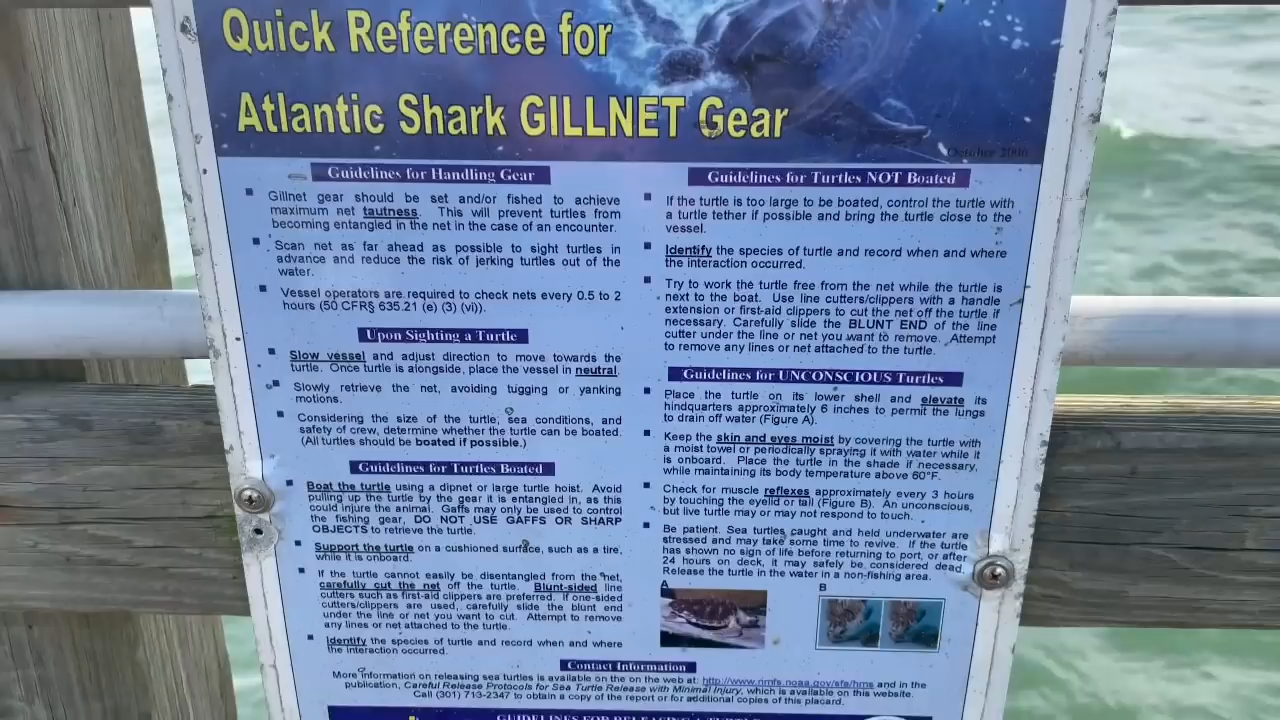 Quick Reference for
Atlantic Shark GILLNET Gear
October 2006
Guidelines for Handling Gear
Gillnet gear should be set and/or fished to achieve
maximum net tautness. This will prevent turtles from
becoming entangled in the net in the case of an encounter.
Scan net as far ahead as possible to sight turtles in
advance and reduce the risk of jerking turtles out of the
water.
Vessel operators are required to check nets every 0.5 to 2
hours (50 CFR§ 635.21 (e) (3) (vi)).
Upon Sighting a Turtle
Slow vessel and adjust direction to move towards the
turtle. Once turtle is alongside, place the vessel in neutral.
Slowly retrieve the net, avoiding tugging or yanking
motions.
Considering the size of the turtle, sea conditions, and
safety of crew, determine whether the turtle can be boated.
(All turtles should be boated if possible.)
Guidelines for Turtles Boated
Boat the turtle using a dipnet or large turtle hoist. Avoid
pulling up the turtle by the gear it is entangled in, as this
could injure the animal. Gaffs may only be used to control
the fishing gear, DO NOT USE GAFFS OR SHARP
OBJECTS to retrieve the turtle.
Support the turtle on a cushioned surface, such as a tire,
while it is onboard.
If the turtle cannot easily be disentangled from the net,
carefully cut the net off the turtle. Blunt-sided line
cutters such as first-aid clippers are preferred. If one-sided
cutters/clippers are used, carefully slide the blunt end
under the line or net you want to cut. Attempt to remove
any lines or net attached to the turtle.
Identify the species of turtle and record when and where
the interaction occurred.
Guidelines for Turtles NOT Boated
If the turtle is too large to be boated, control the turtle with
a turtle tether if possible and bring the turtle close to the
vessel.
Identify the species of turtle and record when and where
the interaction occurred.
Try to work the turtle free from the net while the turtle is
next to the boat. Use line cutters/clippers with a handle
extension or first-aid clippers to cut the net off the turtle if
necessary. Carefully slide the BLUNT END of the line
cutter under the line or net you want to remove. Attempt
to remove any lines or net attached to the turtle.
Guidelines for UNCONSCIOUS Turtles
Place the turtle on its lower shell and elevate its
hindquarters approximately 6 inches to permit the lungs
to drain off water (Figure A).
Keep the skin and eyes moist by covering the turtle with
a moist towel or periodically spraying it with water while it
is onboard. Place the turtle in the shade if necessary,
while maintaining its body temperature above 60°F.
Check for muscle reflexes approximately every 3 hours
by touching the eyelid or tail (Figure B). An unconscious,
but live turtle may or may not respond to touch.
Be patient. Sea turtles caught and held underwater are
stressed and may take some time to revive. If the turtle
has shown no sign of life before returning to port, or after
24 hours on deck, it may safely be considered dead.
Release the turtle in the water in a non-fishing area.
A
B
Contact Information
More information on releasing sea turtles is available on the on the web at: http://www.nmfs.noaa.gov/sfa/hms and in the
publication, Careful Release Protocols for Sea Turtle Release with Minimal Injury, which is available on this website.
Call (301) 713-2347 to obtain a copy of the report or for additional copies of this placard.